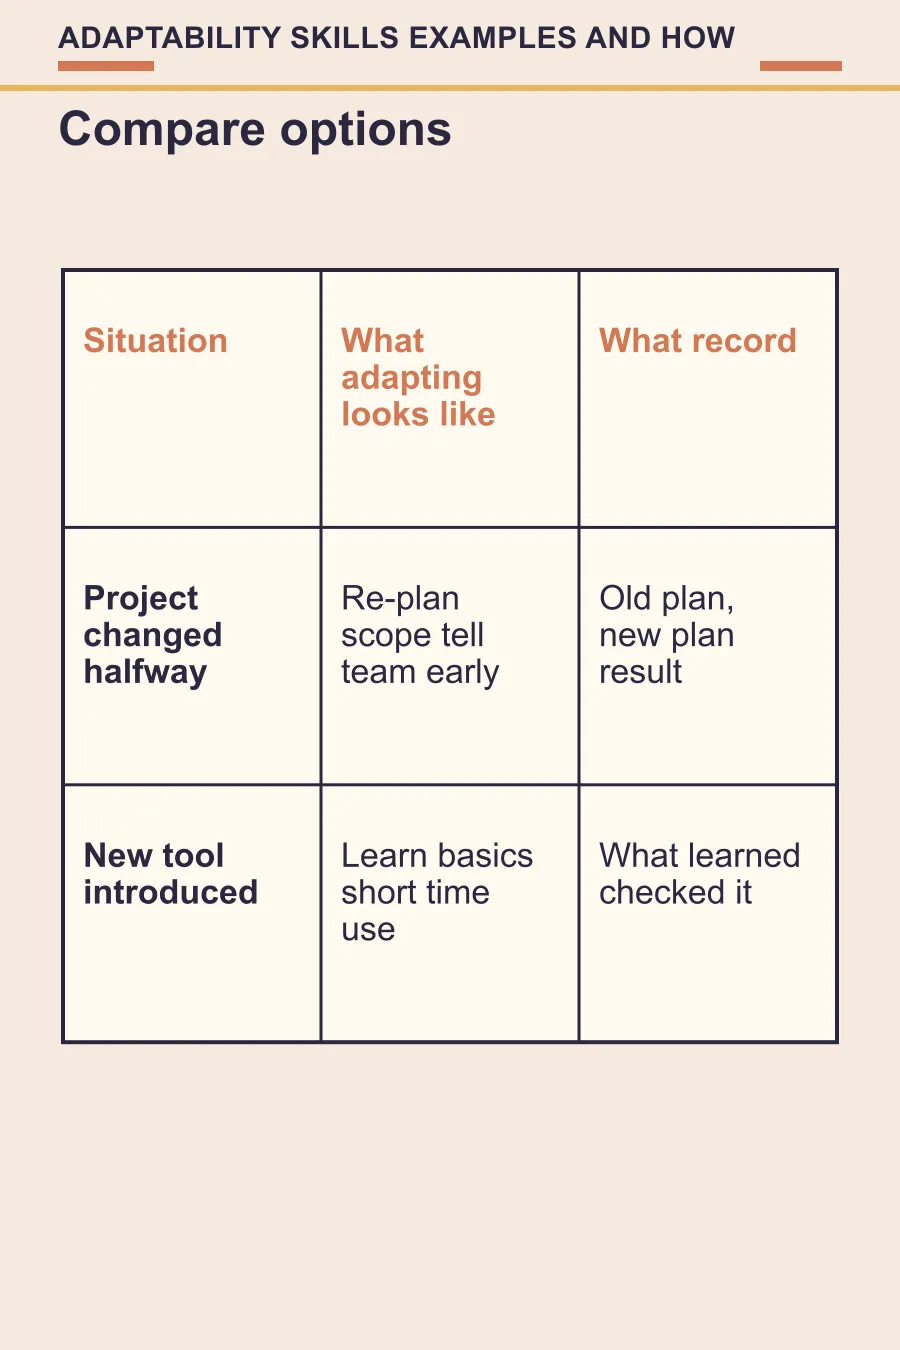 ADAPTABILITY SKILLS EXAMPLES AND HOW
Compare options
Situation
What
adapting
looks like
What record
Project
changed
halfway
Re-plan
scope tell
team early
Old plan,
new plan
result
New tool
introduced
Learn basics
short time
use
What learned
checked it